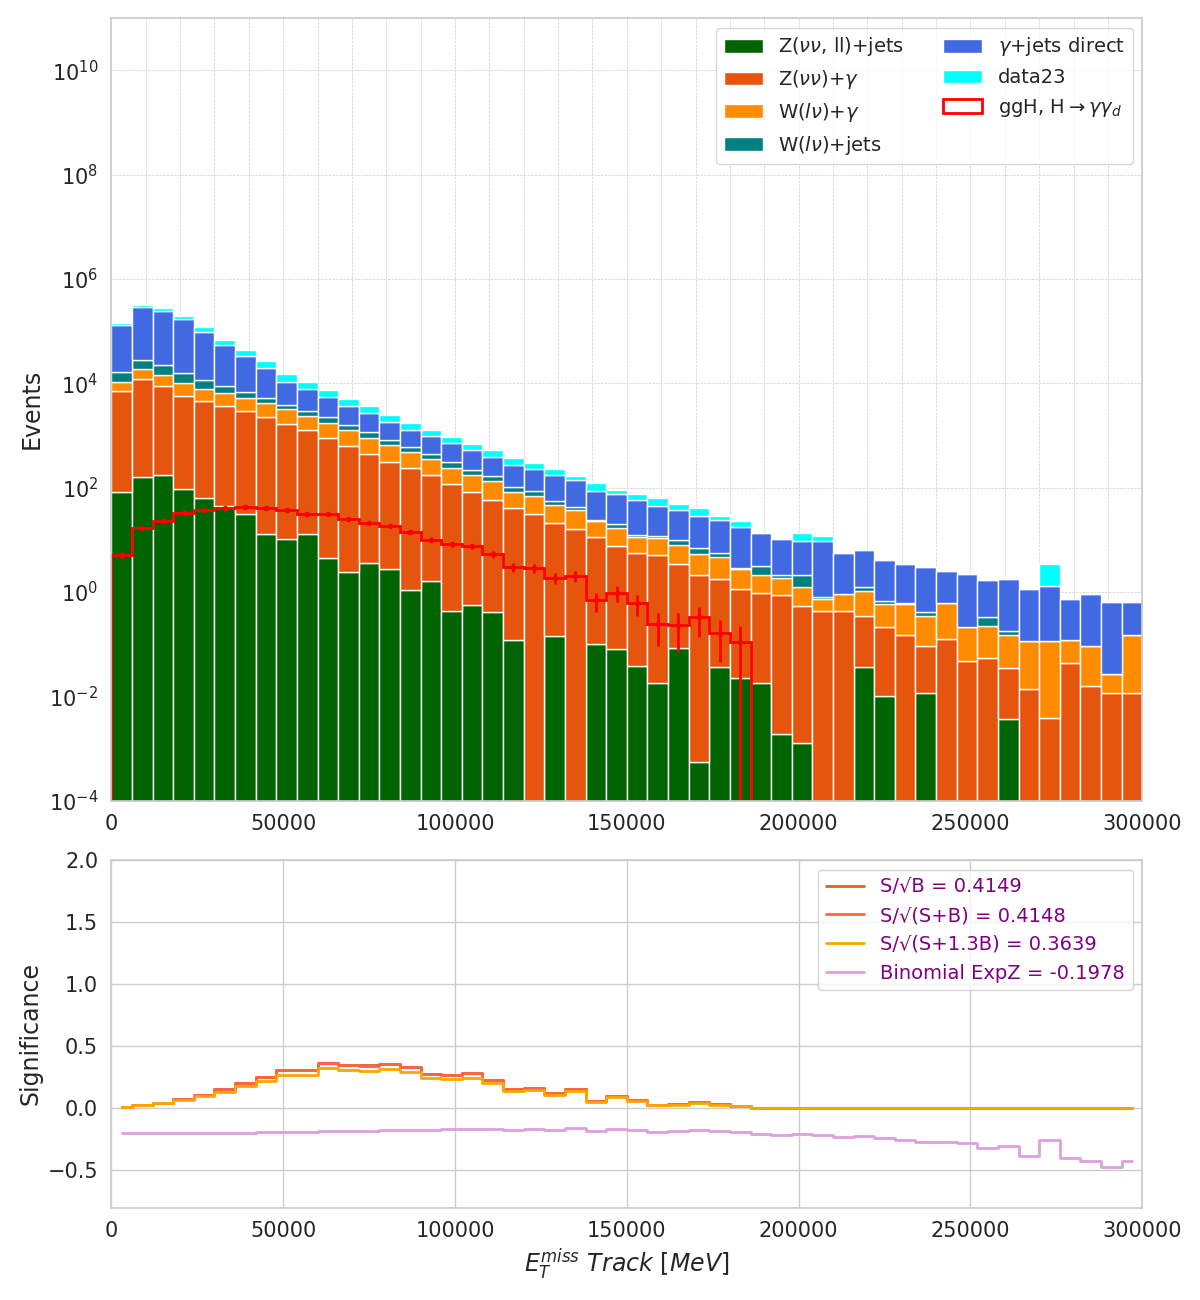 Z(νν, ll)+jets
Z(νν)+γ
W(lν)+γ
W(lν)+jets
γ+jets direct
data23
ggH, H→γγ_d
Events
10^10
10^8
10^6
10^4
10^2
10^0
10^−2
10^−4
0 50000 100000 150000 200000 250000 300000
S/√B = 0.4149
S/√(S+B) = 0.4148
S/√(S+1.3B) = 0.3639
Binomial ExpZ = -0.1978
Significance
2.0
1.5
1.0
0.5
0.0
−0.5
0 50000 100000 150000 200000 250000 300000
E_T^miss Track [MeV]